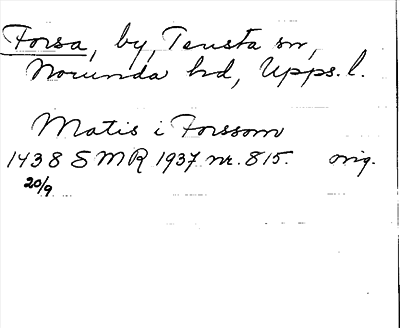 Forsa, by, Tensta sn,
Norunda hd, Upps. l.
Matis i Forssom
1438 SMR 1937 nr. 815. orig.
20/9